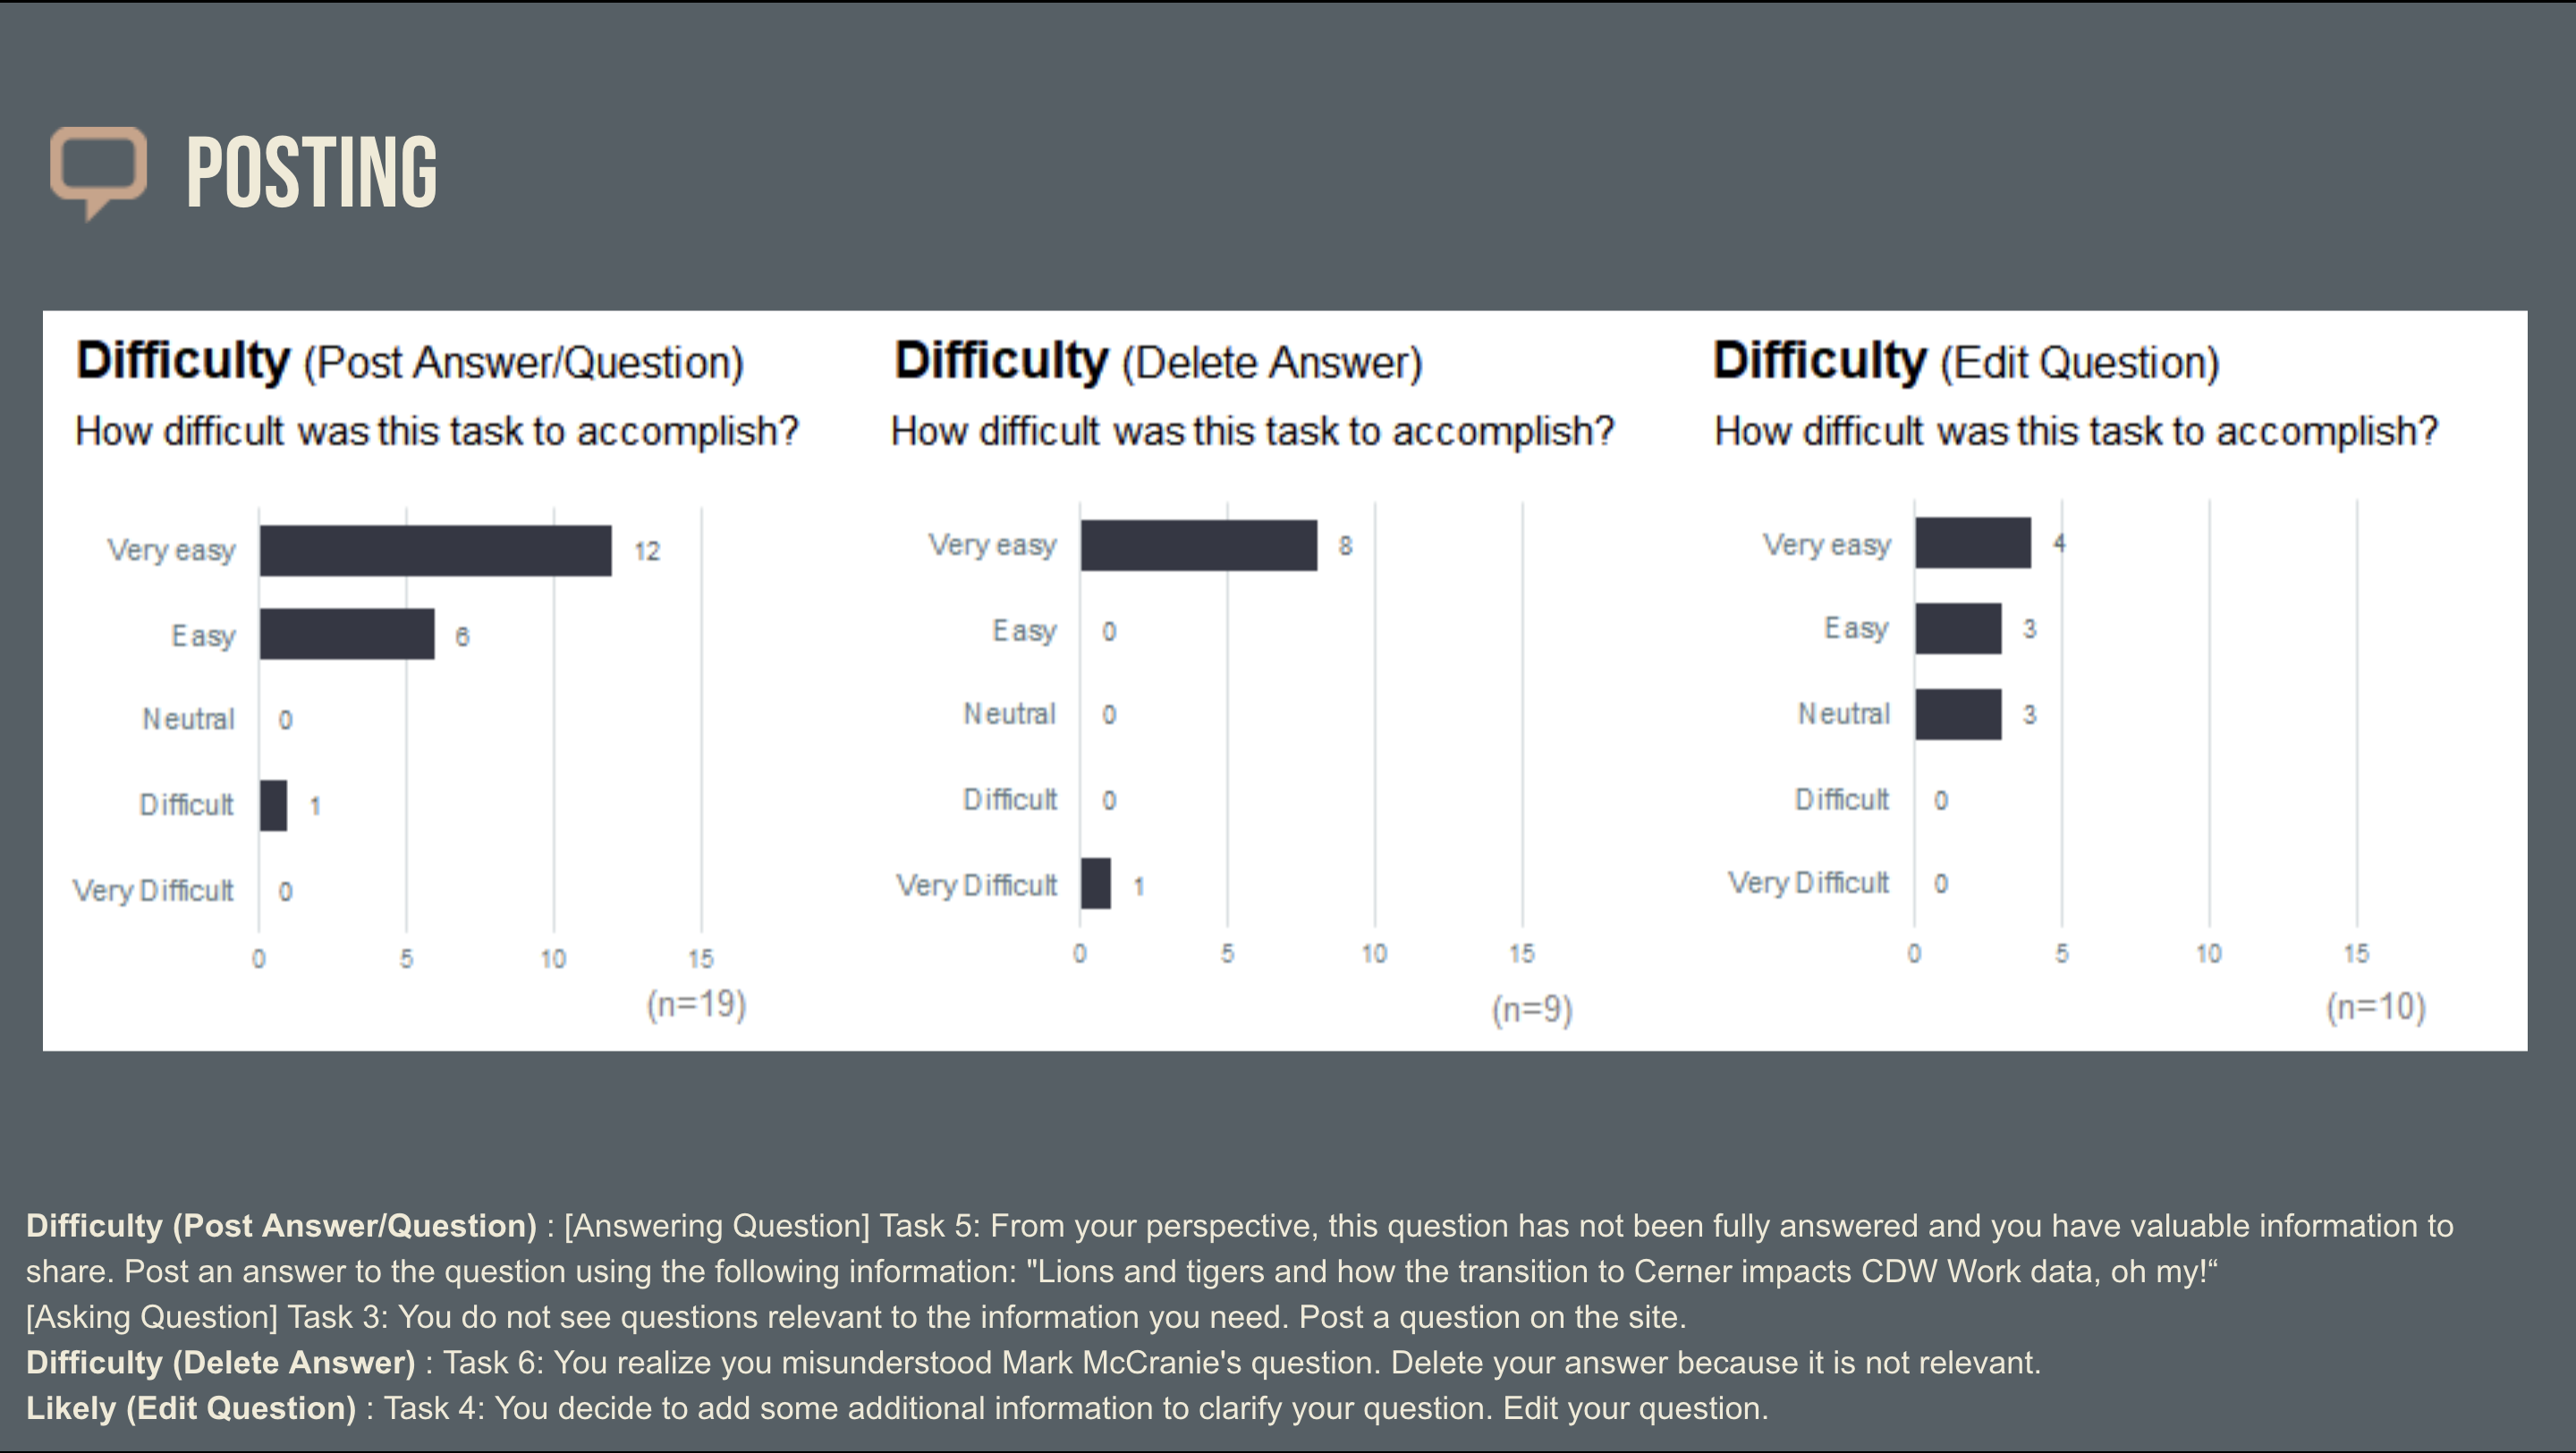 POSTING
Difficulty (Post Answer/Question)
How difficult was this task to accomplish?
Very easy 12
Easy 6
Neutral 0
Difficult 1
Very Difficult 0
0 5 10 15
(n=19)
Difficulty (Delete Answer)
How difficult was this task to accomplish?
Very easy 8
Easy 0
Neutral 0
Difficult 0
Very Difficult 1
0 5 10 15
(n=9)
Difficulty (Edit Question)
How difficult was this task to accomplish?
Very easy 4
Easy 3
Neutral 3
Difficult 0
Very Difficult 0
0 5 10 15
(n=10)
Difficulty (Post Answer/Question) : [Answering Question] Task 5: From your perspective, this question has not been fully answered and you have valuable information to
share. Post an answer to the question using the following information: "Lions and tigers and how the transition to Cerner impacts CDW Work data, oh my!“
[Asking Question] Task 3: You do not see questions relevant to the information you need. Post a question on the site.
Difficulty (Delete Answer) : Task 6: You realize you misunderstood Mark McCranie's question. Delete your answer because it is not relevant.
Likely (Edit Question) : Task 4: You decide to add some additional information to clarify your question. Edit your question.